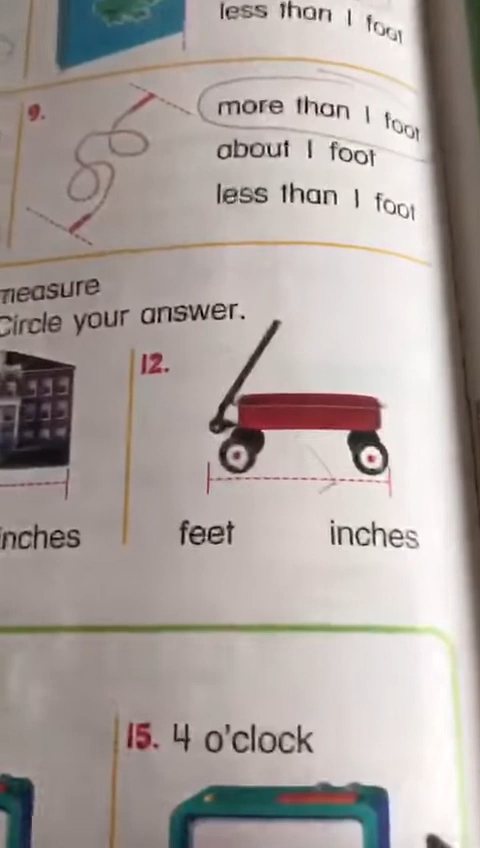 less than 1 foot
9.
more than 1 foot
about 1 foot
less than 1 foot
measure
Circle your answer.
12.
inches
feet
inches
15. 4 o'clock